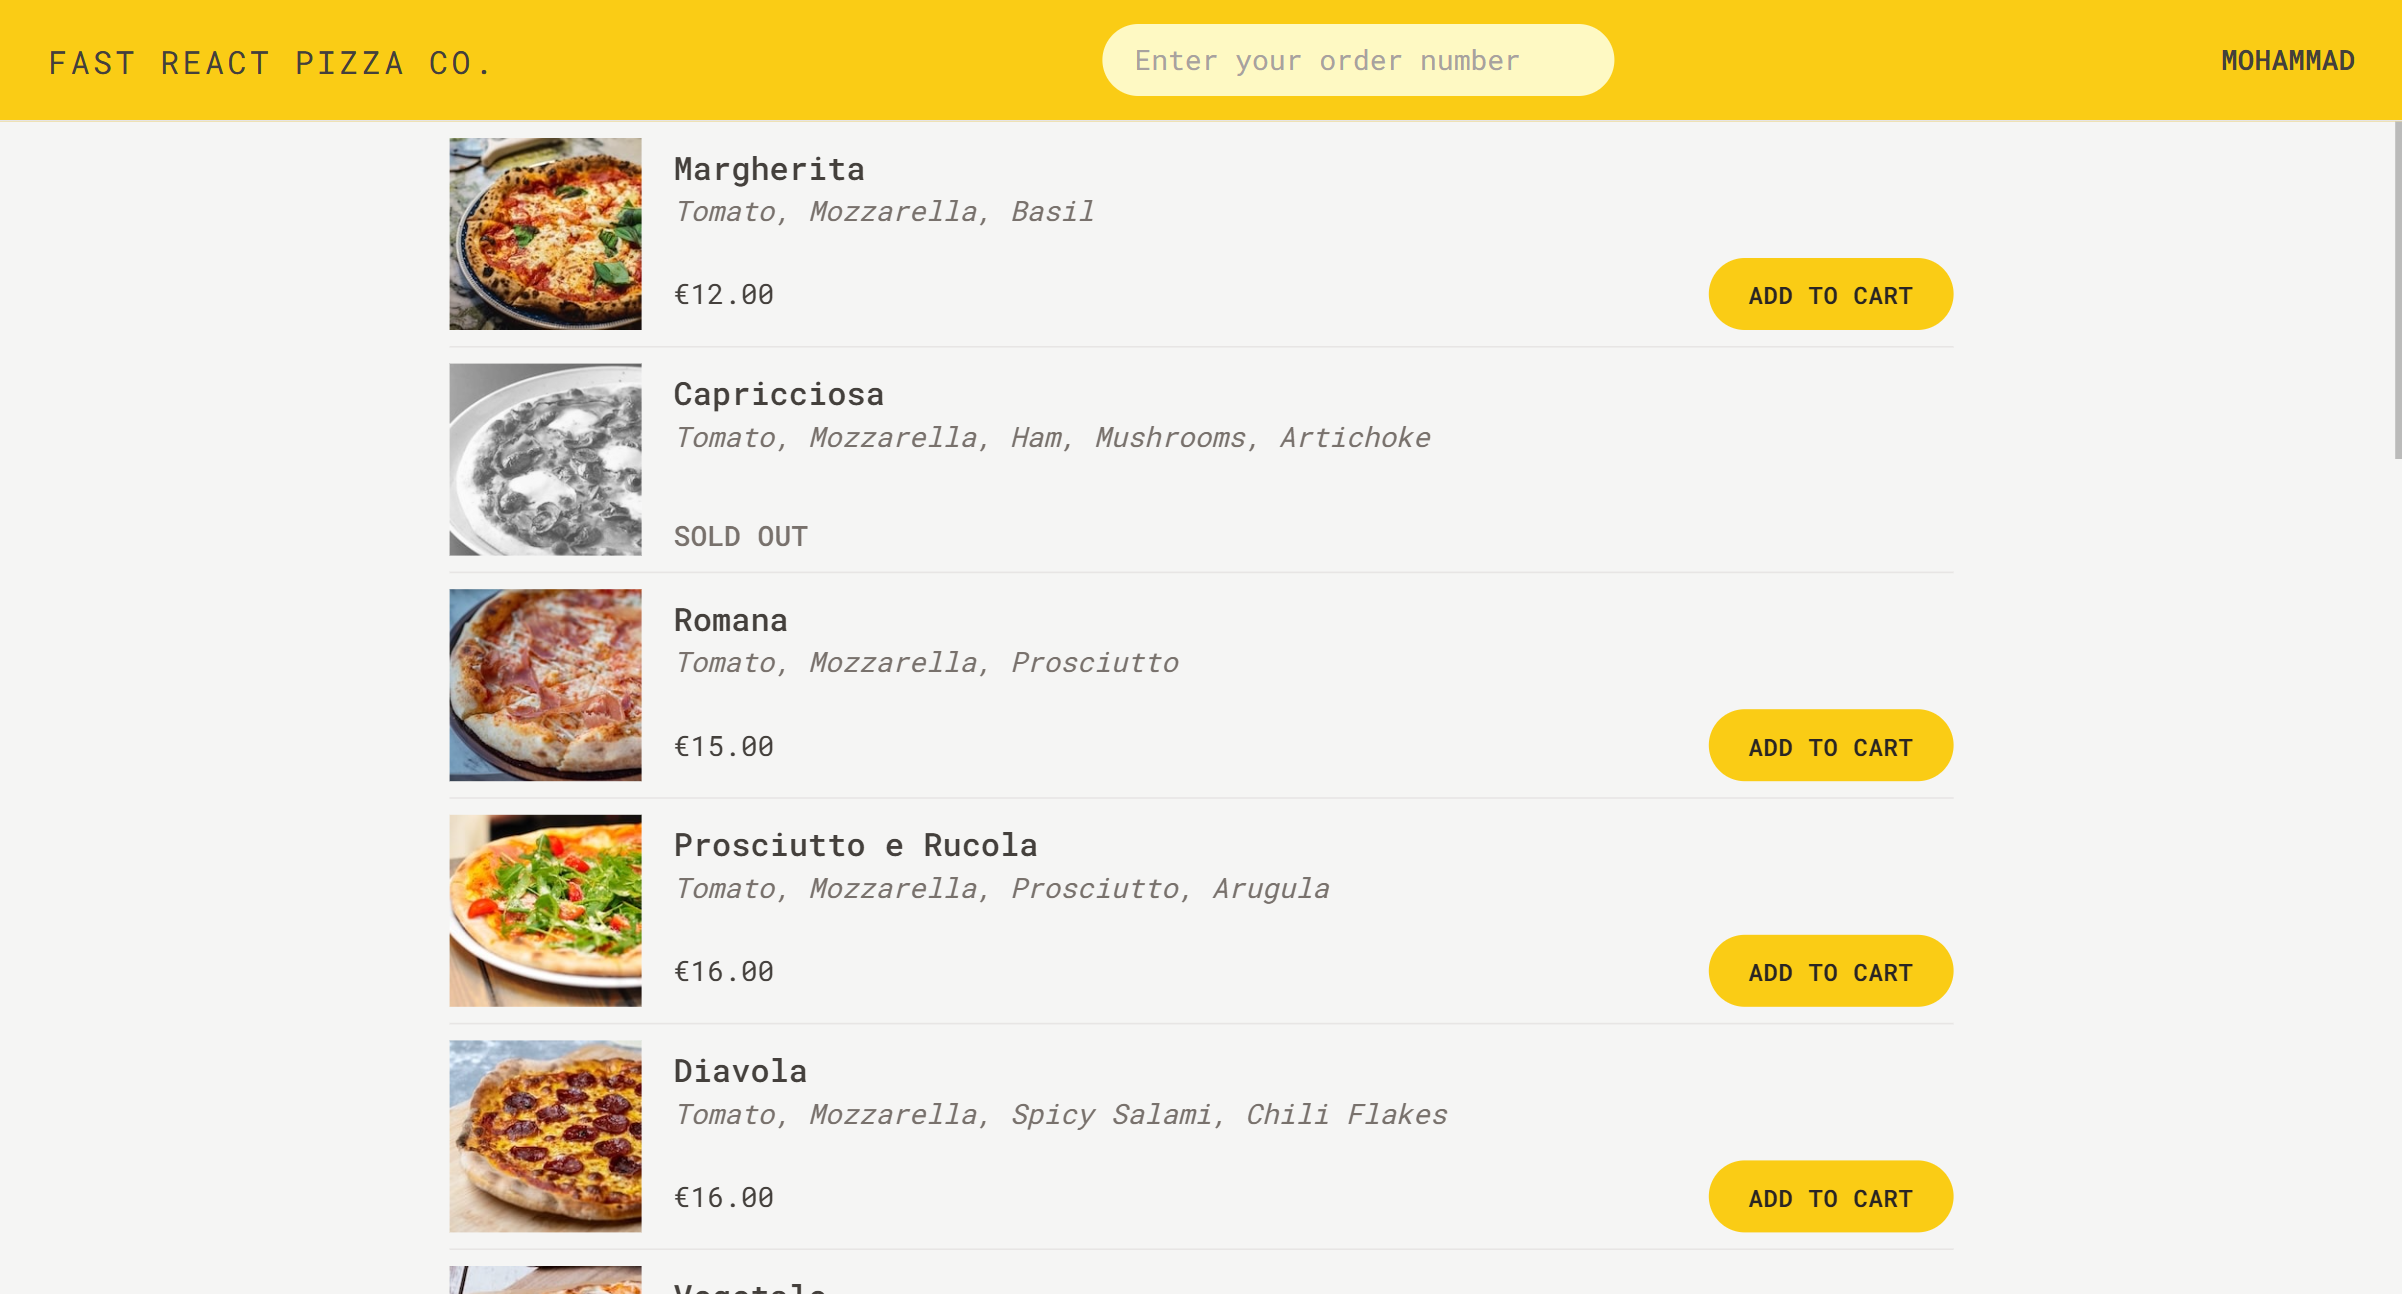 FAST REACT PIZZA CO.
Enter your order number
MOHAMMAD
Margherita
Tomato, Mozzarella, Basil
€12.00
ADD TO CART
Capricciosa
Tomato, Mozzarella, Ham, Mushrooms, Artichoke
SOLD OUT
Romana
Tomato, Mozzarella, Prosciutto
€15.00
ADD TO CART
Prosciutto e Rucola
Tomato, Mozzarella, Prosciutto, Arugula
€16.00
ADD TO CART
Diavola
Tomato, Mozzarella, Spicy Salami, Chili Flakes
€16.00
ADD TO CART